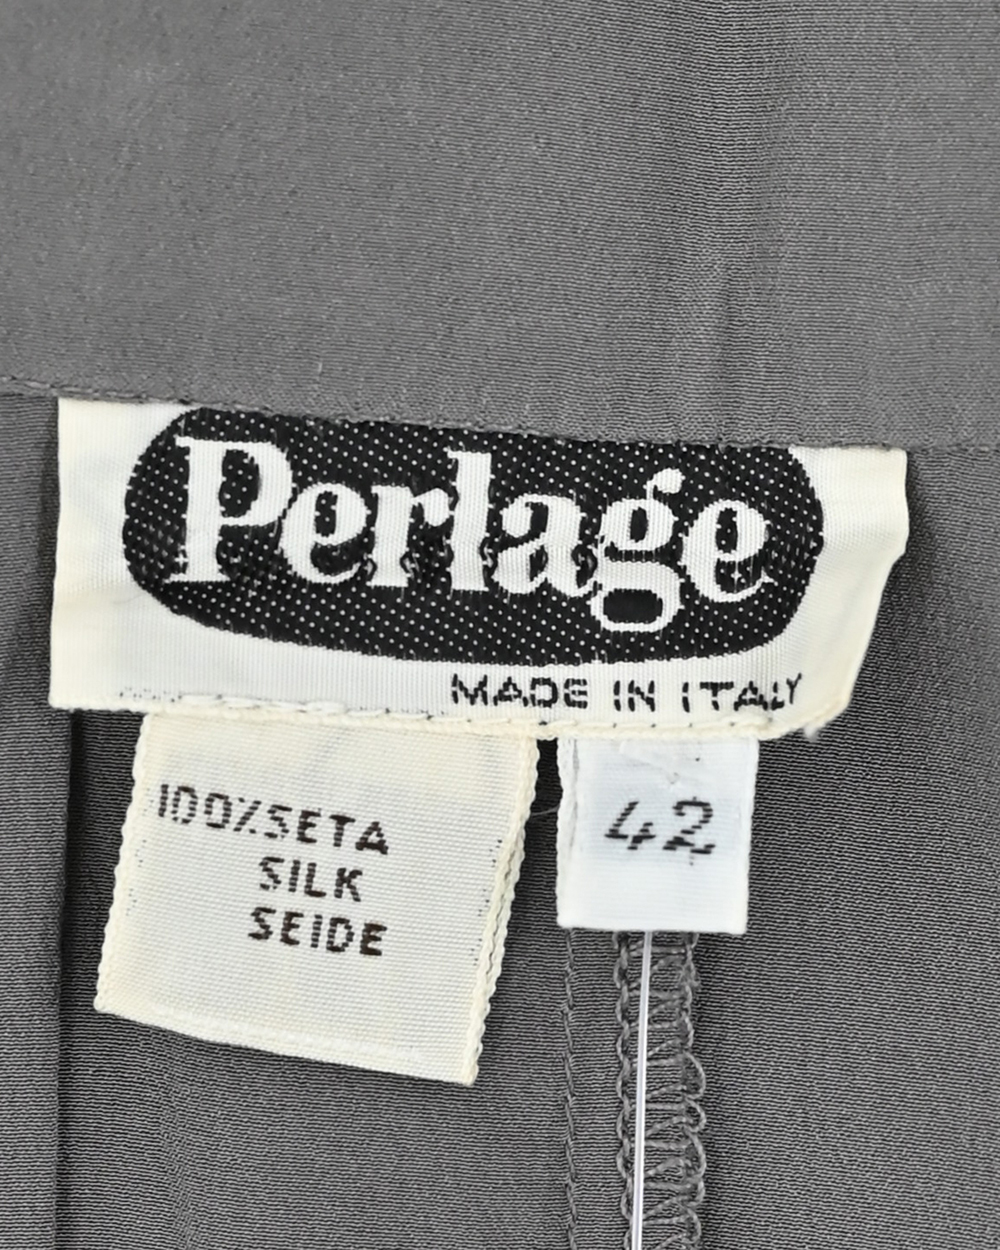 Perlage
MADE IN ITALY
100%SETA
SILK
SEIDE
42